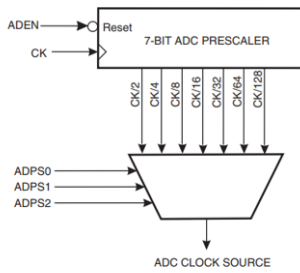 ADEN
Reset
7-BIT ADC PRESCALER
CK
CK/2
CK/4
CK/8
CK/16
CK/32
CK/64
CK/128
ADPS0
ADPS1
ADPS2
ADC CLOCK SOURCE